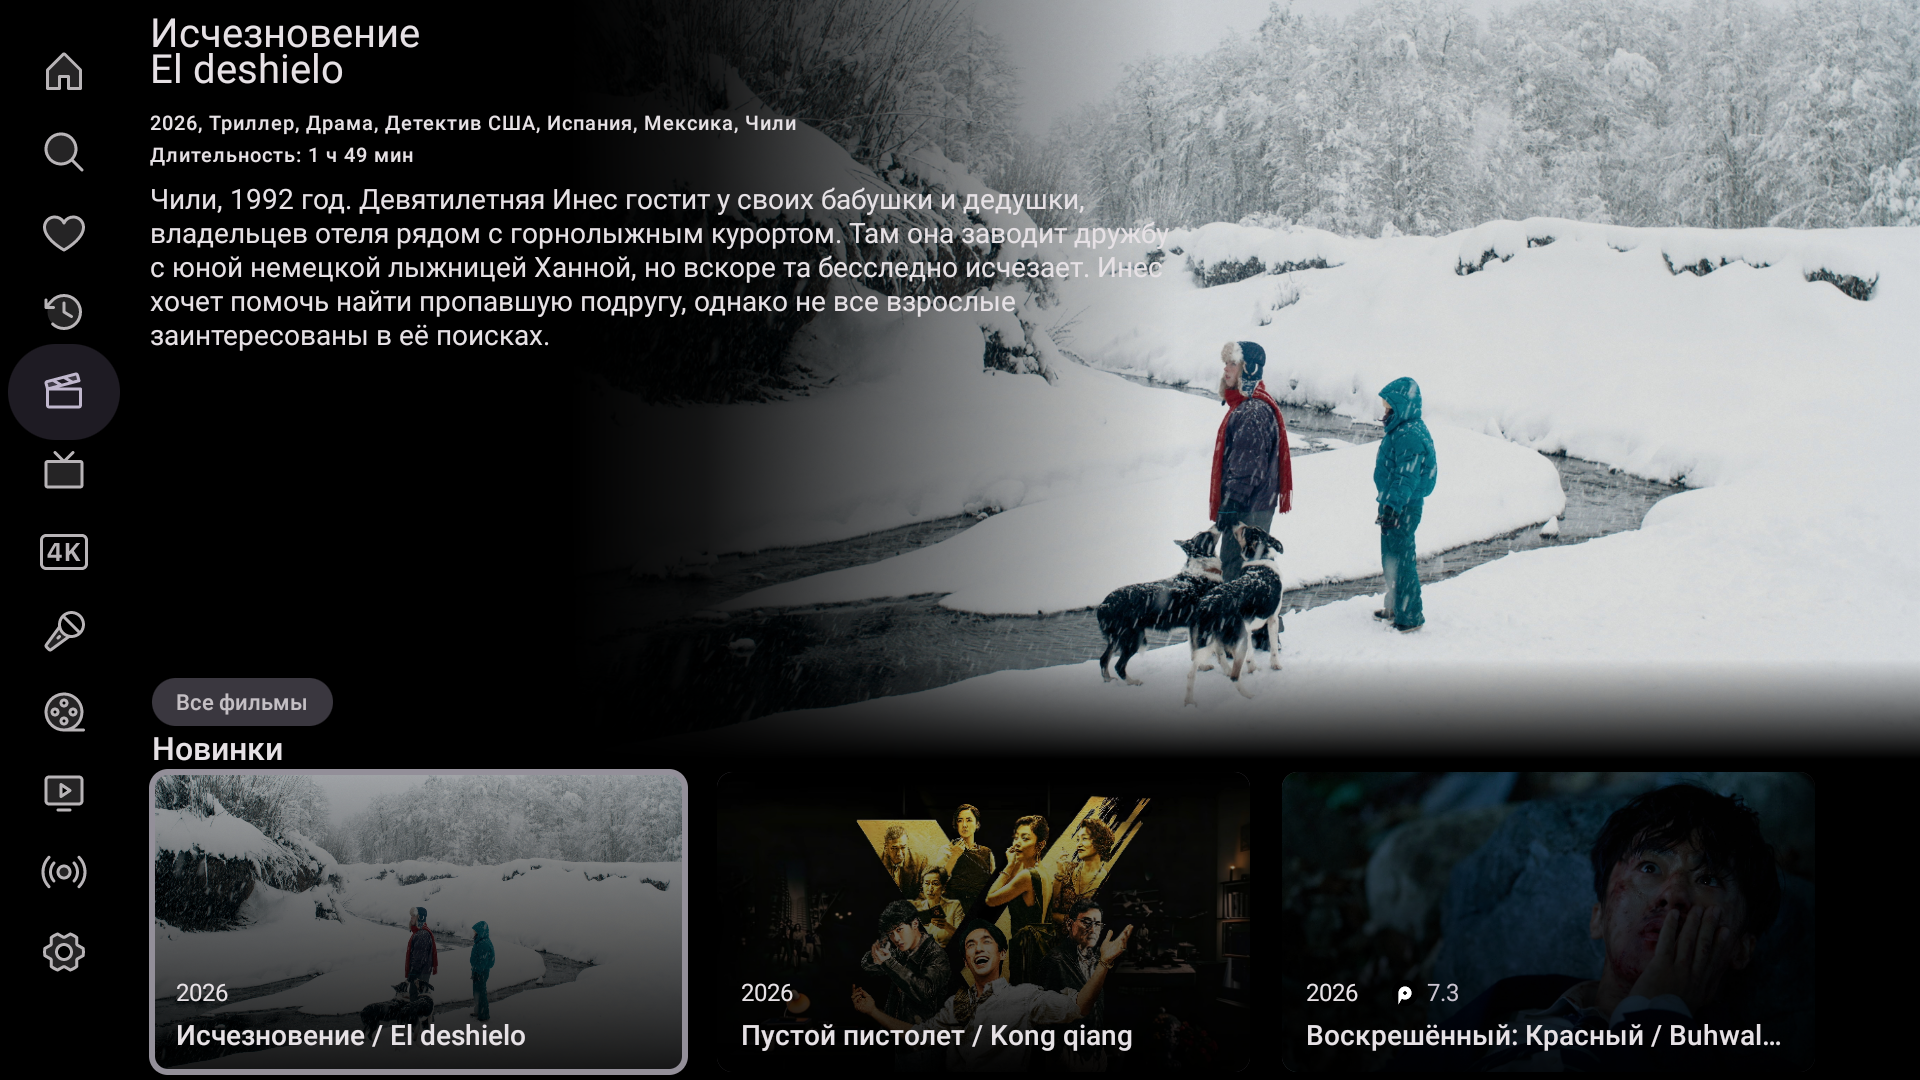 Исчезновение
El deshielo
2026, Триллер, Драма, Детектив США, Испания, Мексика, Чили
Длительность: 1 ч 49 мин
Чили, 1992 год. Девятилетняя Инес гостит у своих бабушки и дедушки,
владельцев отеля рядом с горнолыжным курортом. Там она заводит дружбу
с юной немецкой лыжницей Ханной, но вскоре та бесследно исчезает. Инес
хочет помочь найти пропавшую подругу, однако не все взрослые
заинтересованы в её поисках.
4K
Все фильмы
Новинки
2026
Исчезновение / El deshielo
2026
Пустой пистолет / Kong qiang
2026 7.3
Воскрешённый: Красный / Buhwal...